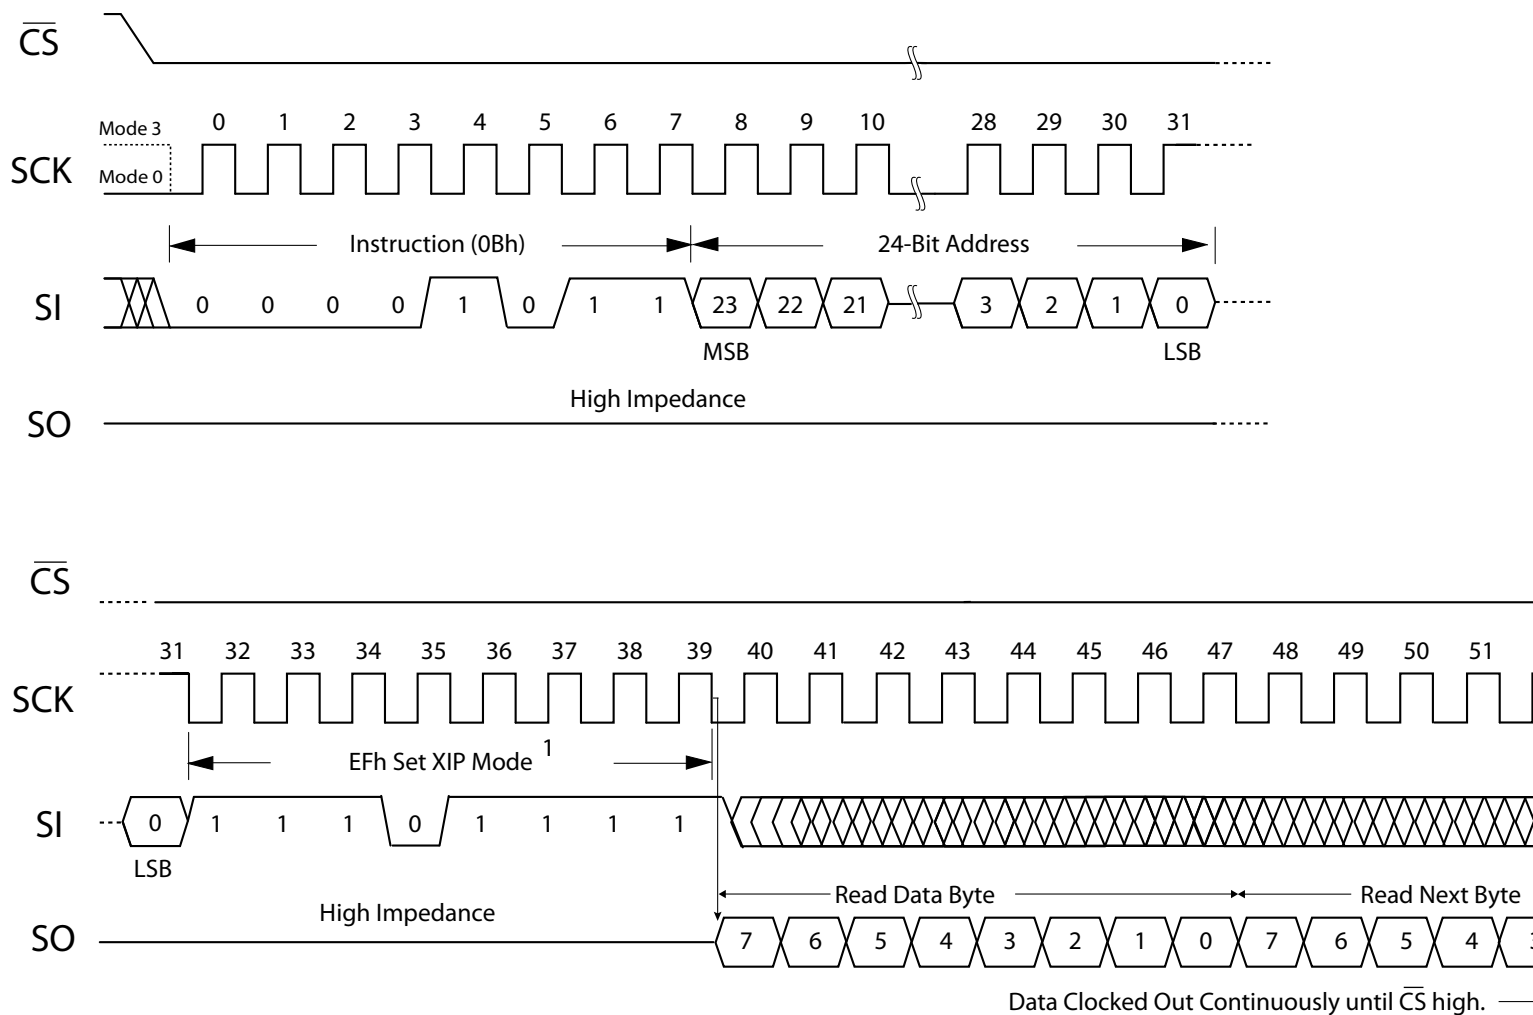 CS
Mode 3
0 1 2 3 4 5 6 7 8 9 10 28 29 30 31
SCK
Mode 0
Instruction (0Bh) 24-Bit Address
SI
0 0 0 0 1 0 1 1 23 22 21 3 2 1 0
MSB LSB
High Impedance
SO
CS
31 32 33 34 35 36 37 38 39 40 41 42 43 44 45 46 47 48 49 50 51
SCK
EFh Set XIP Mode 1
SI
0 1 1 1 0 1 1 1 1
LSB
Read Data Byte Read Next Byte
High Impedance
SO
7 6 5 4 3 2 1 0 7 6 5 4
Data Clocked Out Continuously until CS high.